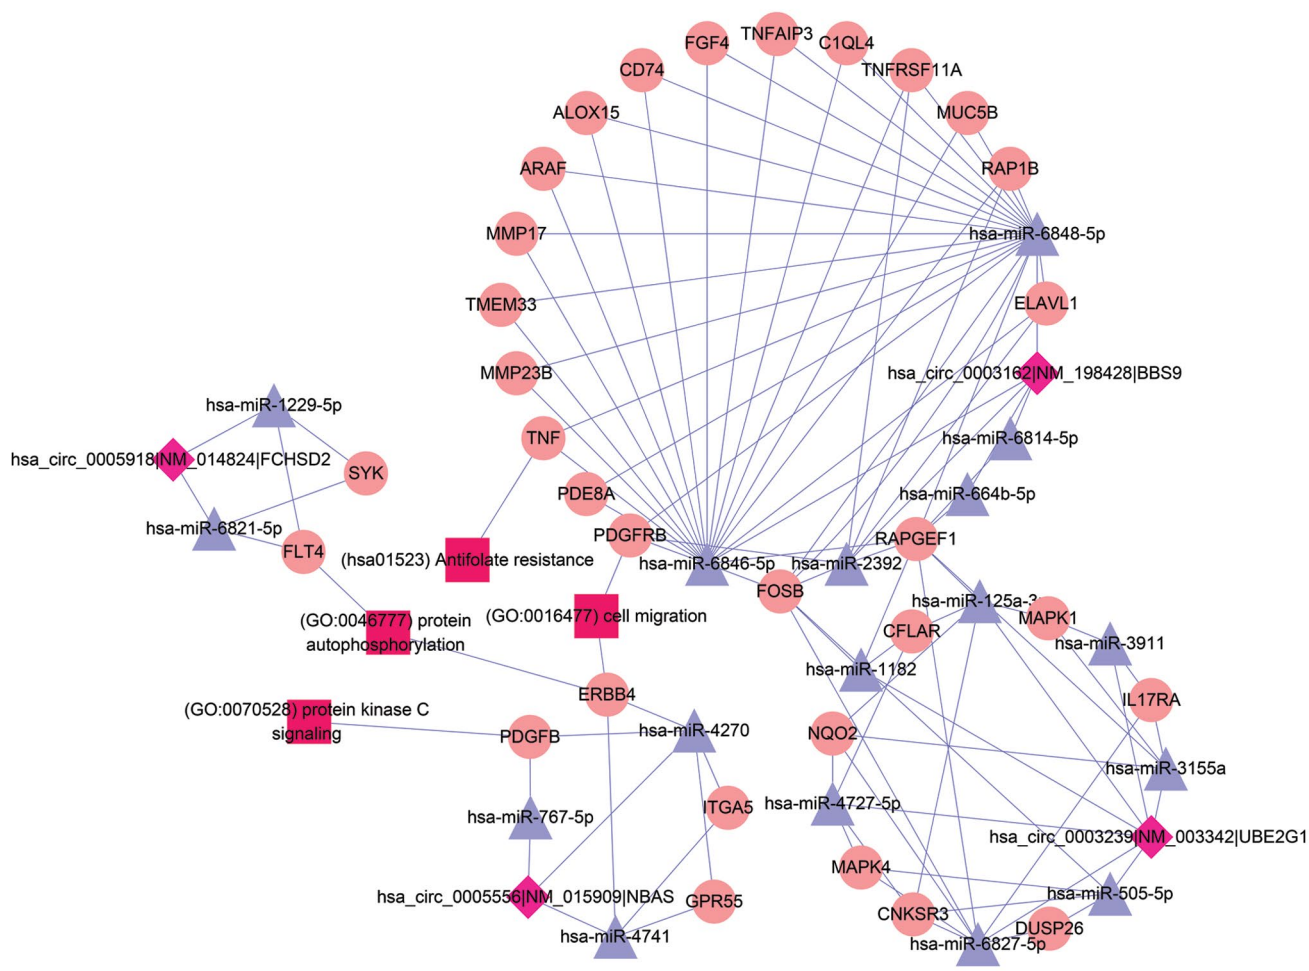 TNFAIP3
FGF4
C1QL4
CD74
TNFRSF11A
ALOX15
MUC5B
ARAF
RAP1B
MMP17
hsa-miR-6848-5p
TMEM33
ELAVL1
MMP23B
hsa_circ_0003162|NM_198428|BBS9
hsa-miR-1229-5p
TNF
hsa-miR-6814-5p
hsa_circ_0005918|NM_014824|FCHSD2
SYK
PDE8A
hsa-miR-664b-5p
hsa-miR-6821-5p
PDGFRB
RAPGEF1
FLT4
(hsa01523) Antifolate resistance
hsa-miR-6846-5p
hsa-miR-2392
FOSB
hsa-miR-125a-3
(GO:0046777) protein
autophosphorylation
(GO:0016477) cell migration
CFLAR
MAPK1
hsa-miR-3911
hsa-miR-1182
ERBB4
IL17RA
(GO:0070528) protein kinase C
signaling
PDGFB
hsa-miR-4270
NQO2
hsa-miR-3155a
hsa-miR-767-5p
ITGA5
hsa-miR-4727-5p
hsa_circ_0003239|NM_003342|UBE2G1
MAPK4
hsa_circ_0005556|NM_015909|NBAS
GPR55
hsa-miR-505-5p
CNKSR3
DUSP26
hsa-miR-4741
hsa-miR-6827-5p